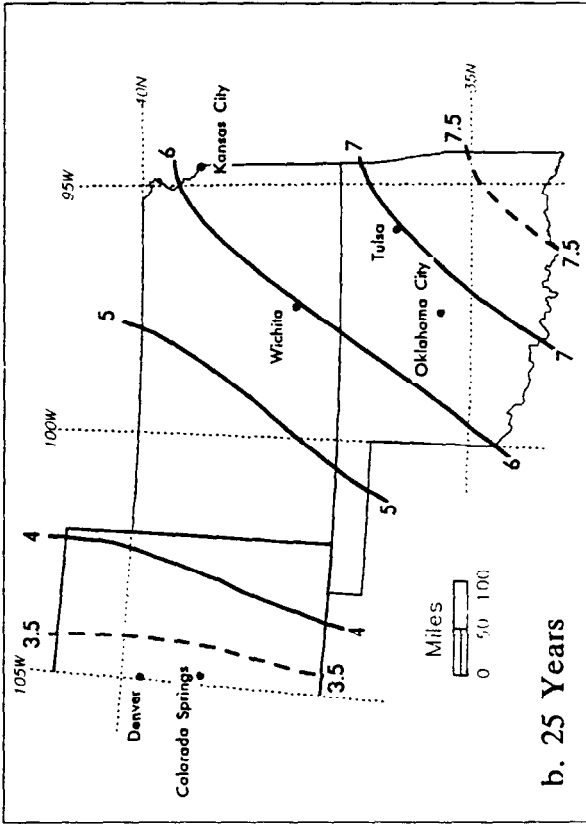 105W
100W
95W
3.5
4
5
6
40N
Denver
Kansas City
Colorada Springs
Wichita
7
3.5
4
Tulsa
5
Oklahoma City
7.5
35N
6
7
7.5
Miles
0 50 100
b. 25 Years